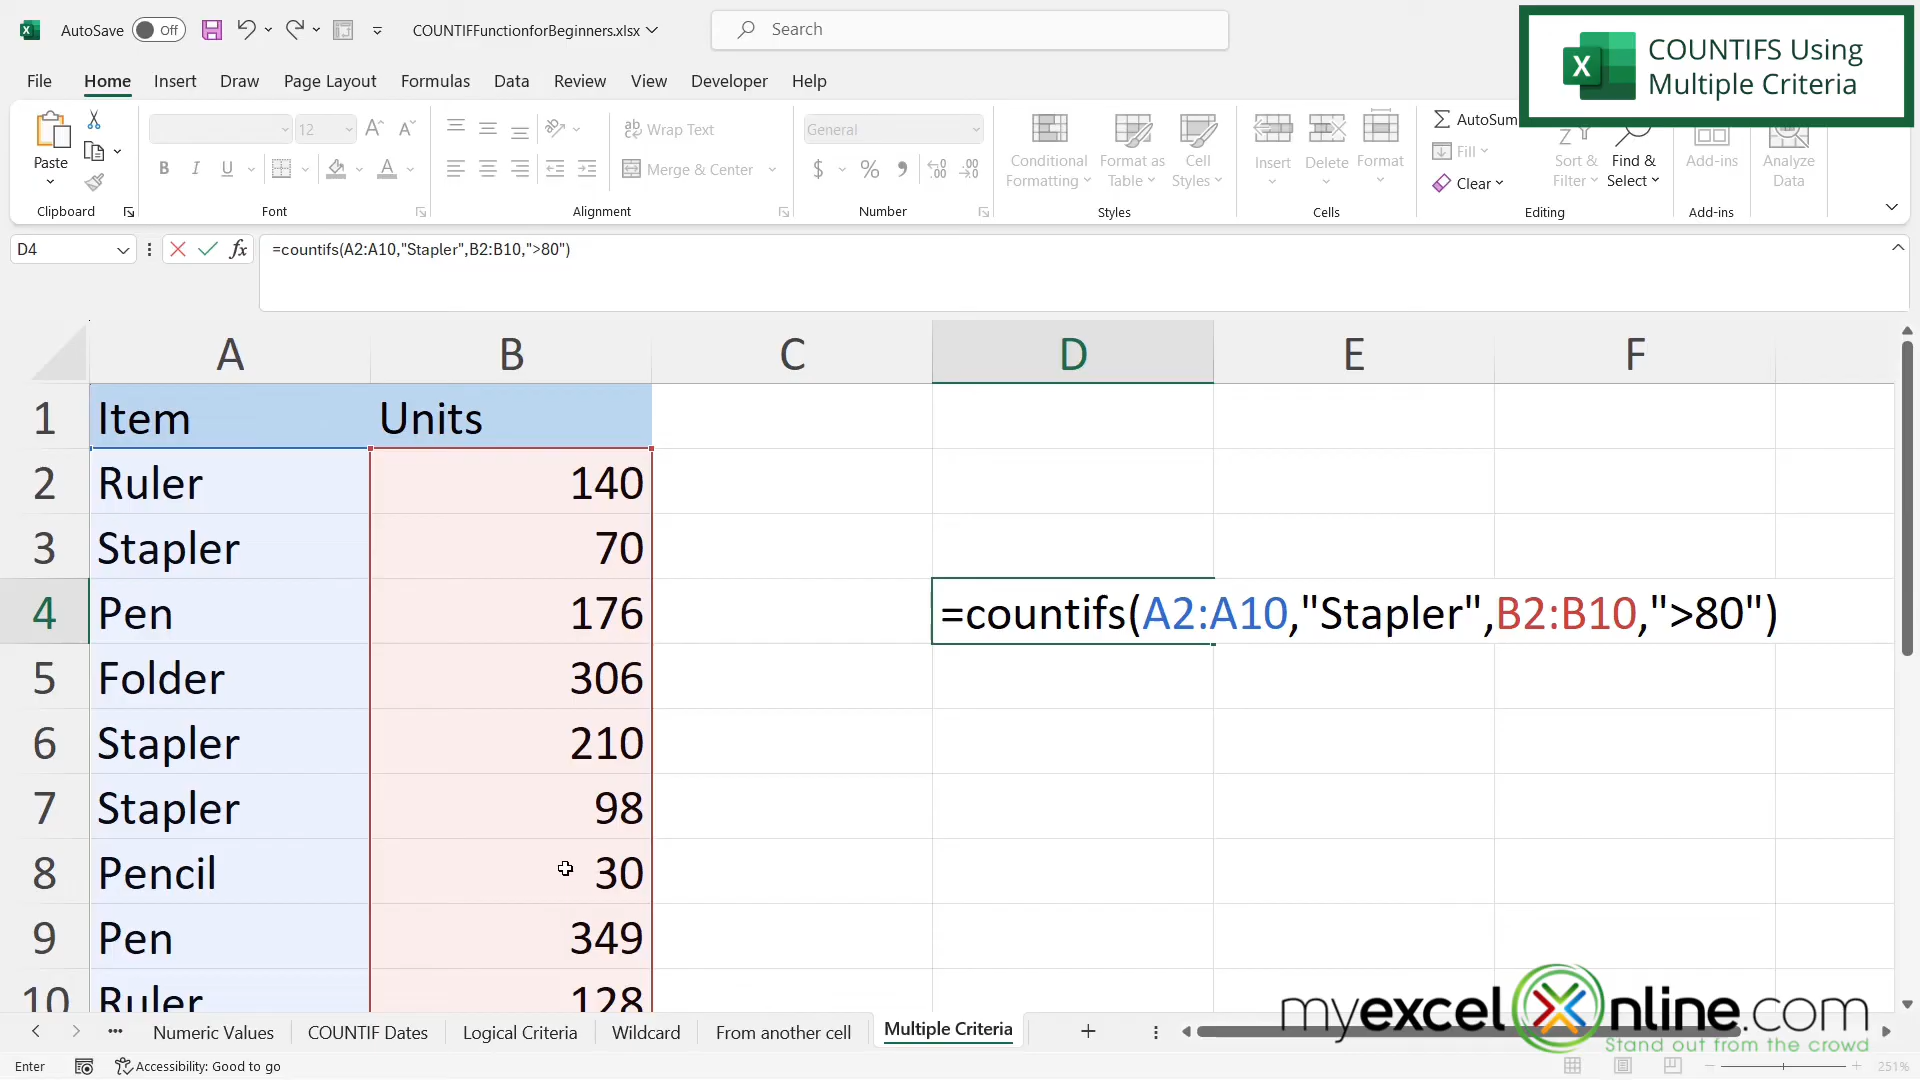 AutoSave Off COUNTIFFunctionforBeginners.xlsx Search
COUNTIFS Using
Multiple Criteria
File Home Insert Draw Page Layout Formulas Data Review View Developer Help
Paste 12 A A Wrap Text General Conditional Formatting Format as Table Cell Styles Insert Delete Format AutoSum Fill Clear Sort & Filter Find & Select Add-ins Analyze Data
B I U A Merge & Center $ %
Clipboard Font Alignment Number Styles Cells Editing Add-ins
D4 fx =countifs(A2:A10,"Stapler",B2:B10,">80")
A B C D E F
1 Item Units
2 Ruler 140
3 Stapler 70
4 Pen 176 =countifs(A2:A10,"Stapler",B2:B10,">80")
5 Folder 306
6 Stapler 210
7 Stapler 98
8 Pencil 30
9 Pen 349
10 Ruler 128
myexcelonline.com
Stand out from the crowd
Numeric Values COUNTIF Dates Logical Criteria Wildcard From another cell Multiple Criteria
Enter Accessibility: Good to go 251%